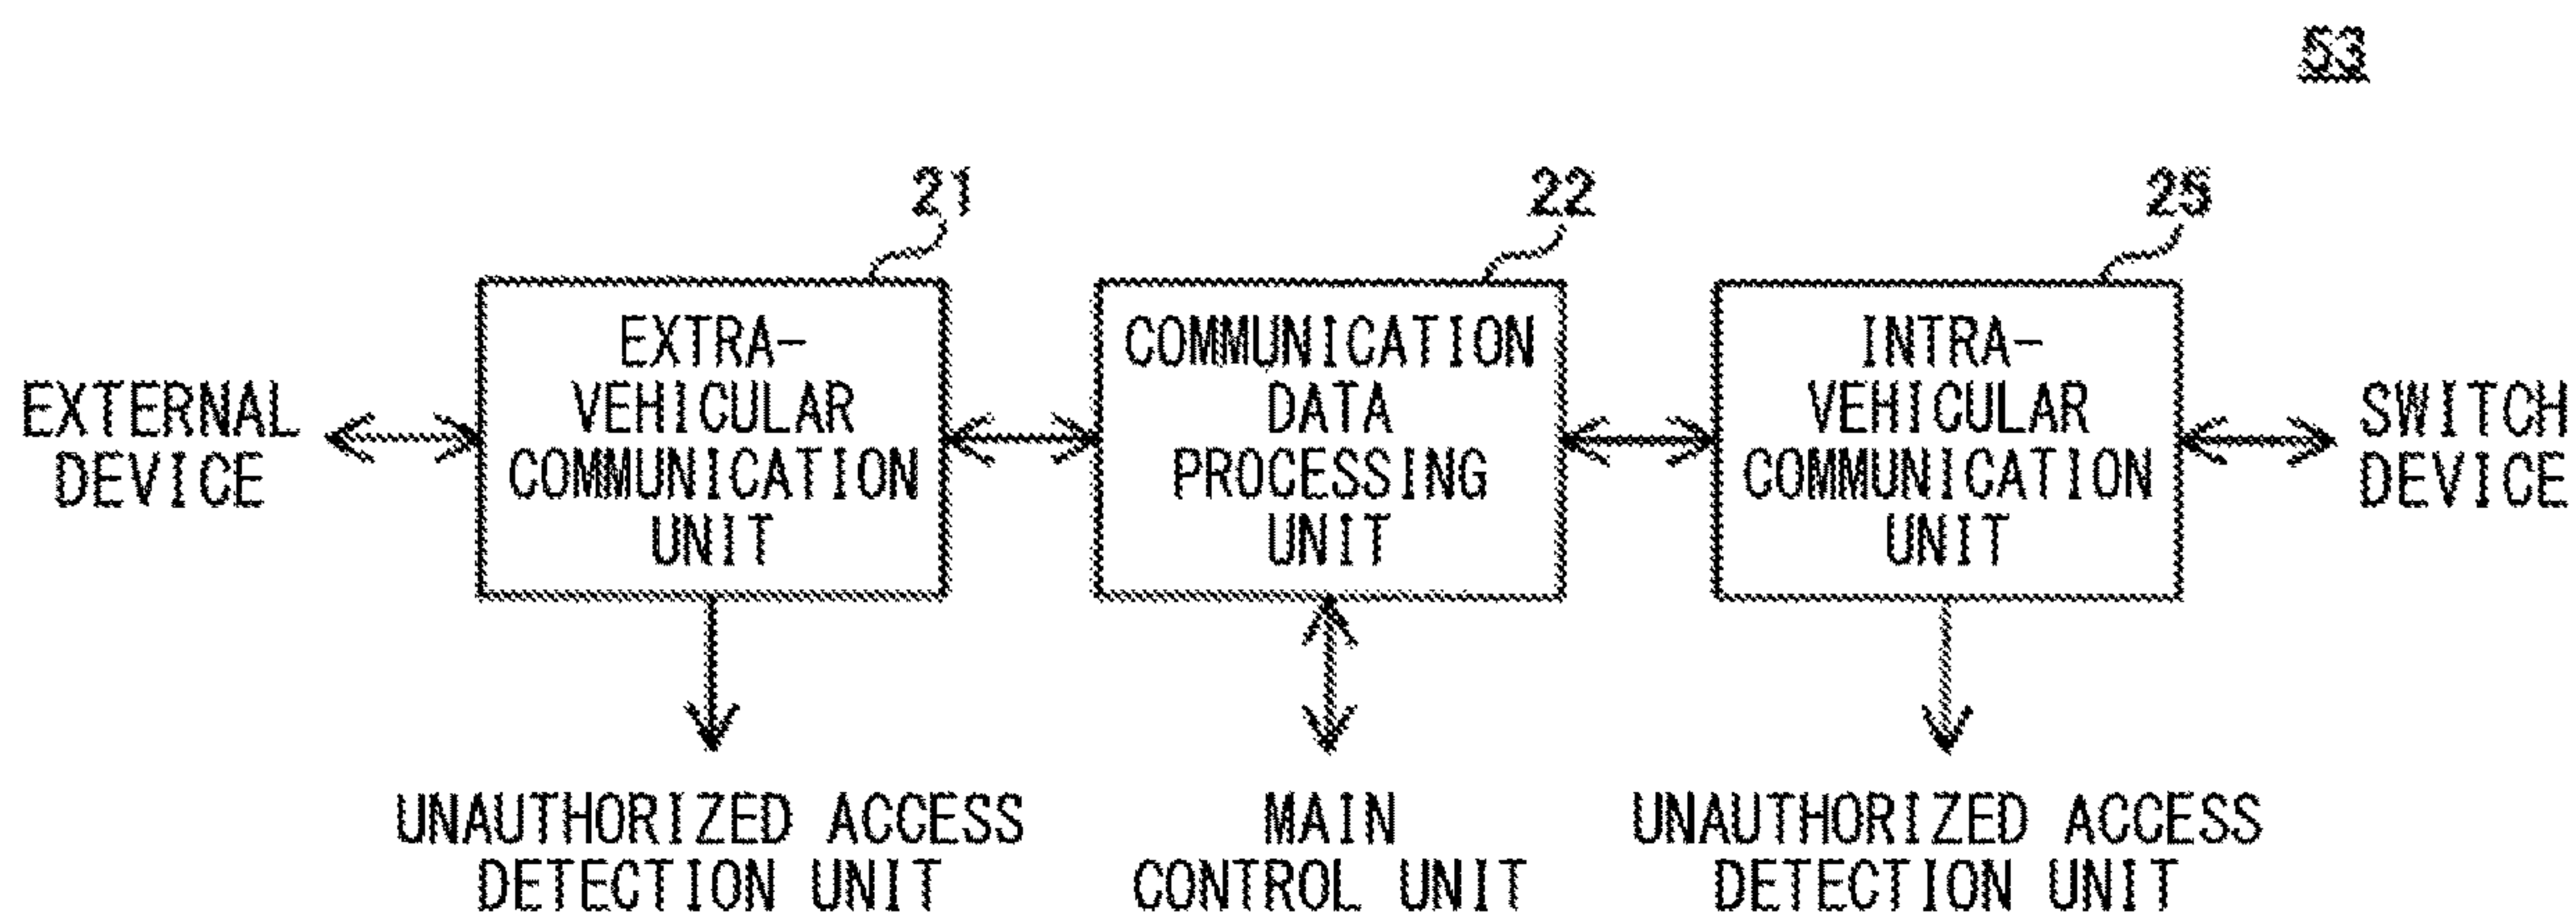 53
21
22
25
EXTERNAL
DEVICE
EXTRA-
VEHICULAR
COMMUNICATION
UNIT
COMMUNICATION
DATA
PROCESSING
UNIT
INTRA-
VEHICULAR
COMMUNICATION
UNIT
SWITCH
DEVICE
UNAUTHORIZED ACCESS
DETECTION UNIT
MAIN
CONTROL UNIT
UNAUTHORIZED ACCESS
DETECTION UNIT